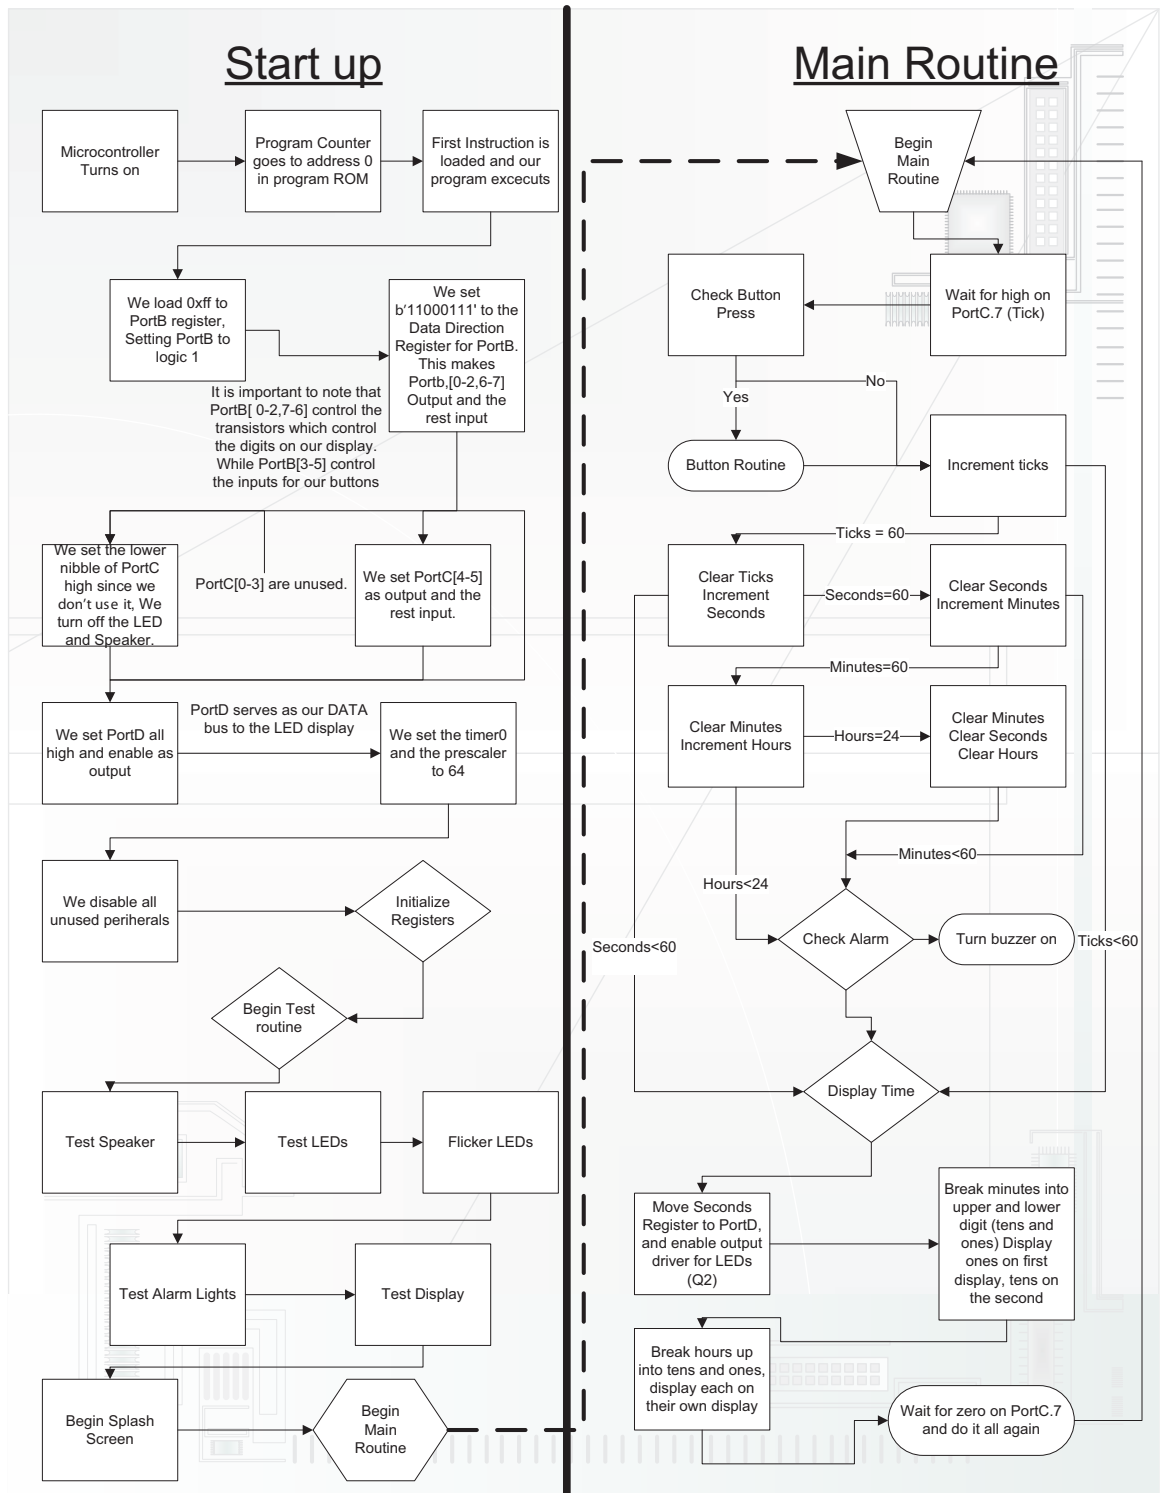 Start up
Microcontroller
Turns on
Program Counter
goes to address 0
in program ROM
First Instruction is
loaded and our
program excecuts
We load 0xff to
PortB register,
Setting PortB to
logic 1
We set
b'11000111' to the
Data Direction
Register for PortB.
This makes
Portb,[0-2,6-7]
Output and the
rest input
It is important to note that
PortB[ 0-2,7-6] control the
transistors which control
the digits on our display.
While PortB[3-5] control
the inputs for our buttons
We set the lower
nibble of PortC
high since we
don't use it, We
turn off the LED
and Speaker.
PortC[0-3] are unused.
We set PortC[4-5]
as output and the
rest input.
We set PortD all
high and enable as
output
PortD serves as our DATA
bus to the LED display
We set the timer0
and the prescaler
to 64
We disable all
unused periherals
Initialize
Registers
Begin Test
routine
Test Speaker
Test LEDs
Flicker LEDs
Test Alarm Lights
Test Display
Begin Splash
Screen
Begin
Main
Routine
Main Routine
Begin
Main
Routine
Wait for high on
PortC.7 (Tick)
Check Button
Press
No
Yes
Button Routine
Increment ticks
Ticks = 60
Clear Ticks
Increment
Seconds
Seconds=60
Clear Seconds
Increment Minutes
Minutes=60
Clear Minutes
Increment Hours
Hours=24
Clear Minutes
Clear Seconds
Clear Hours
Minutes<60
Hours<24
Check Alarm
Turn buzzer on
Ticks<60
Seconds<60
Display Time
Move Seconds
Register to PortD,
and enable output
driver for LEDs
(Q2)
Break minutes into
upper and lower
digit (tens and
ones) Display
ones on first
display, tens on
the second
Break hours up
into tens and ones,
display each on
their own display
Wait for zero on PortC.7
and do it all again